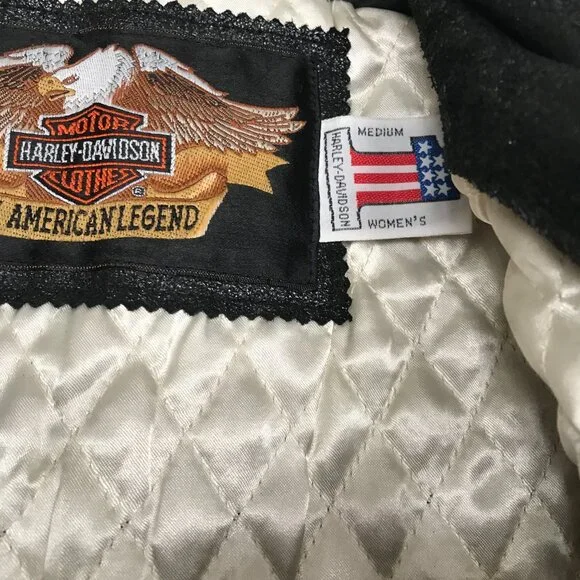 MOTOR
HARLEY-DAVIDSON
CLOTHES
®
AMERICAN LEGEND
MEDIUM
HARLEY-DAVIDSON
WOMEN'S